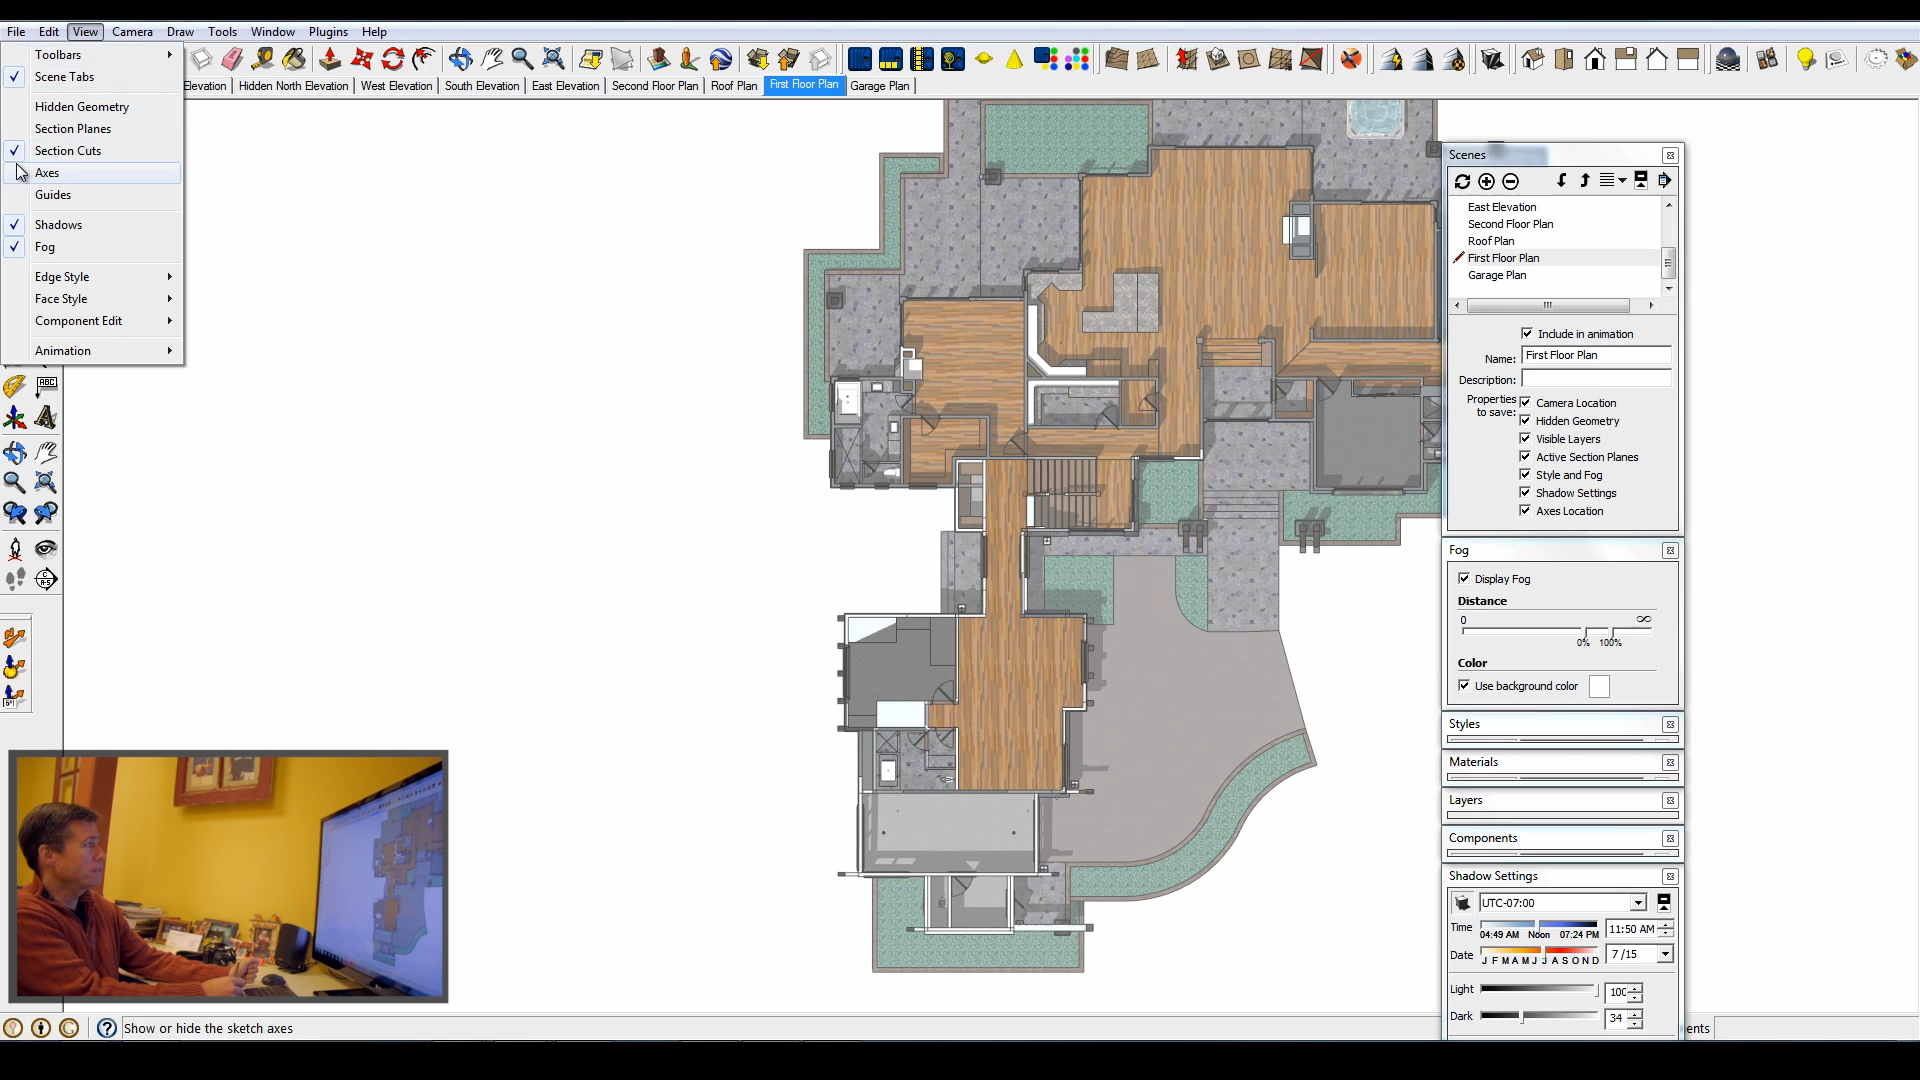 File Edit View Camera Draw Tools Window Plugins Help
Toolbars
Scene Tabs
Hidden Geometry
Section Planes
Section Cuts
Axes
Guides
Shadows
Fog
Edge Style
Face Style
Component Edit
Animation
Elevation Hidden North Elevation West Elevation South Elevation East Elevation Second Floor Plan Roof Plan First Floor Plan Garage Plan
ABC
Scenes
East Elevation
Second Floor Plan
Roof Plan
First Floor Plan
Garage Plan
Include in animation
Name: First Floor Plan
Description:
Properties to save:
Camera Location
Hidden Geometry
Visible Layers
Active Section Planes
Style and Fog
Shadow Settings
Axes Location
Fog
Display Fog
Distance
0 ∞
0% 100%
Color
Use background color
Styles
Materials
Layers
Components
Shadow Settings
UTC-07:00
Time 04:49 AM Noon 07:24 PM 11:50 AM
Date J F M A M J J A S O N D 7/15
Light 100
Dark 34
Show or hide the sketch axes
ents